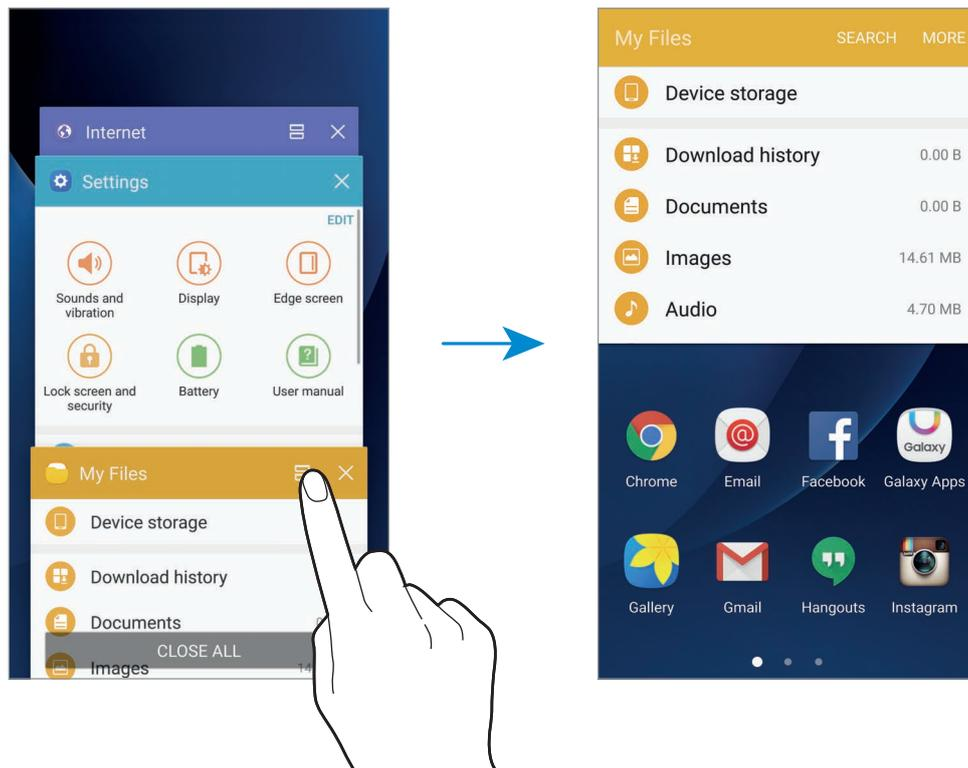 Internet
Settings
EDIT
Sounds and
vibration
Display
Edge screen
Lock screen and
security
Battery
User manual
My Files
Device storage
Download history
Documents
CLOSE ALL
Images
My Files SEARCH MORE
Device storage
Download history 0.00 B
Documents 0.00 B
Images 14.61 MB
Audio 4.70 MB
Galaxy
Chrome Email Facebook Galaxy Apps
Gallery Gmail Hangouts Instagram